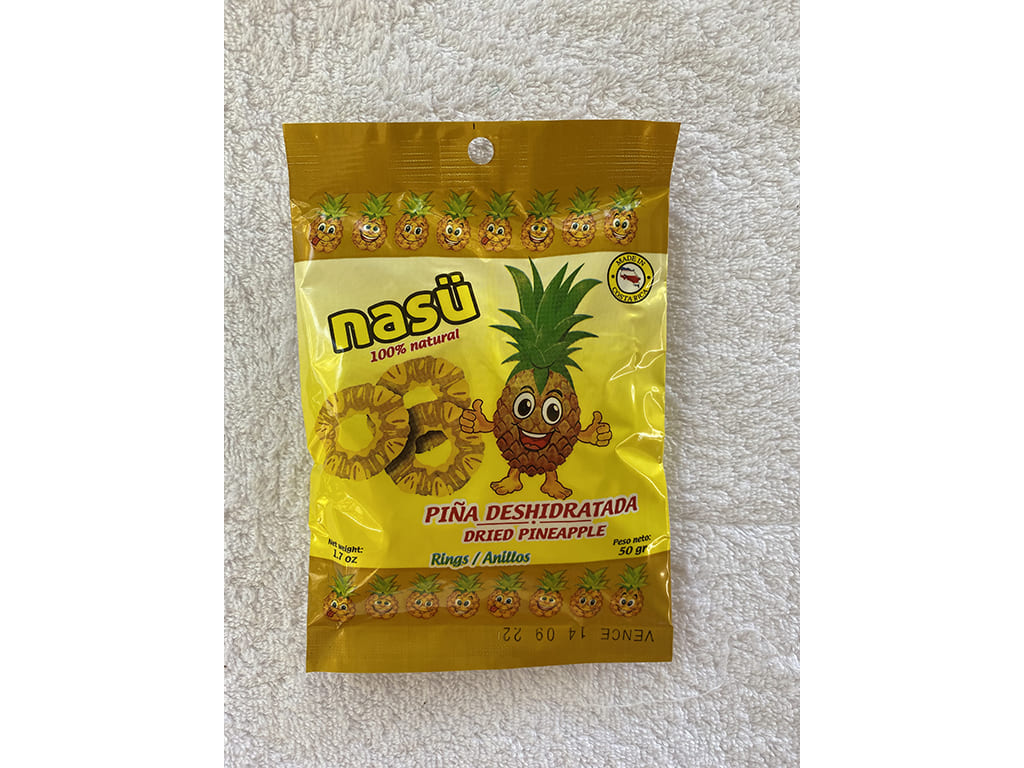 MADE IN
COSTA RICA
nasü
100% natural
PIÑA DESHIDRATADA
DRIED PINEAPPLE
Rings / Anillos
Net weight:
1.7 oz
Peso neto:
50 gr
VENCE 14 09 22